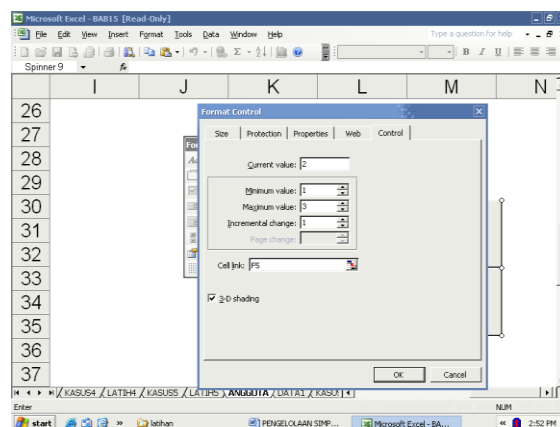 Microsoft Excel - BAB15 [Read-Only]
File Edit View Insert Format Tools Data Window Help Type a question for help
Spinner 9 fx
I J K L M N
Format Control
Size Protection Properties Web Control
Current value: 2
Minimum value: 1
Maximum value: 3
Incremental change: 1
Page change:
Cell link: F5
3-D shading
OK Cancel
26
27
28
29
30
31
32
33
34
35
36
37
KASUS4 LATIH4 KASUS5 LATIH5 ANGGOTA DATA1
Enter NUM
start latihan PENGELOLAAN SIMP... Microsoft Excel - BA... 2:52 PM